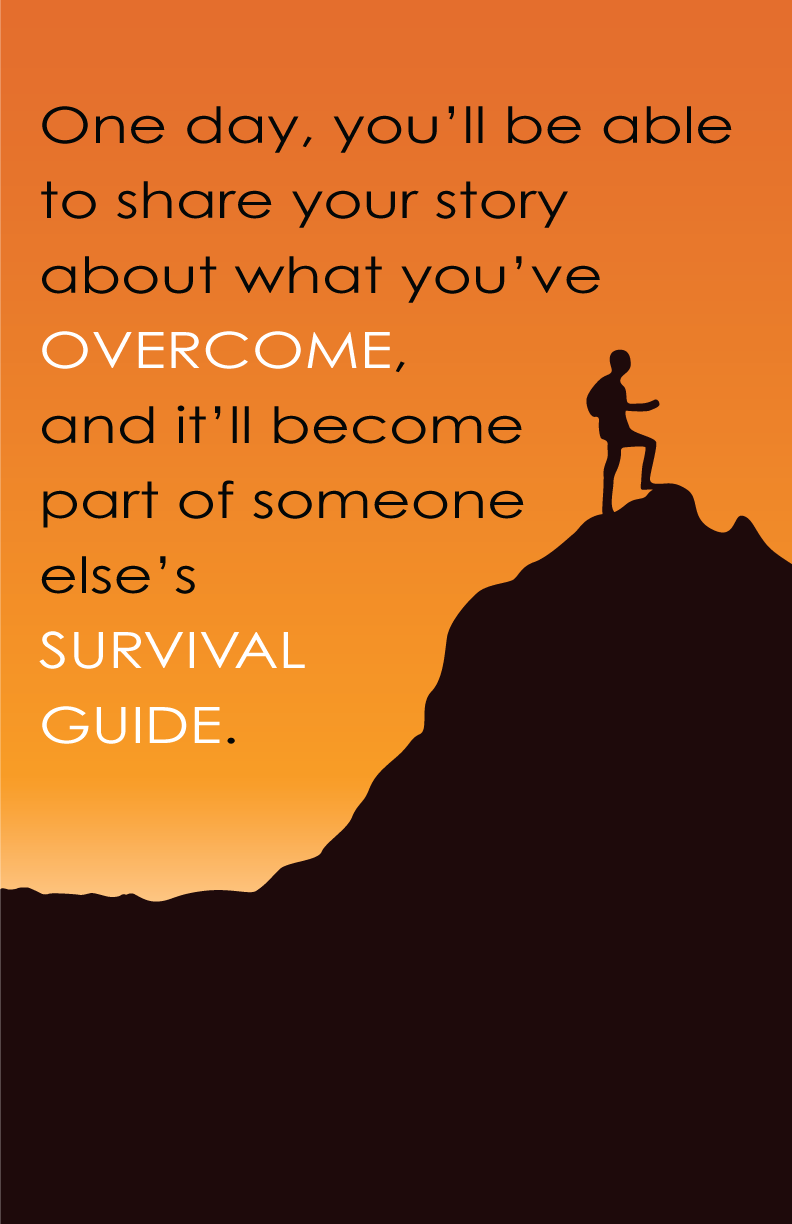 One day, you’ll be able
to share your story
about what you’ve
OVERCOME,
and it’ll become
part of someone
else’s
SURVIVAL
GUIDE.